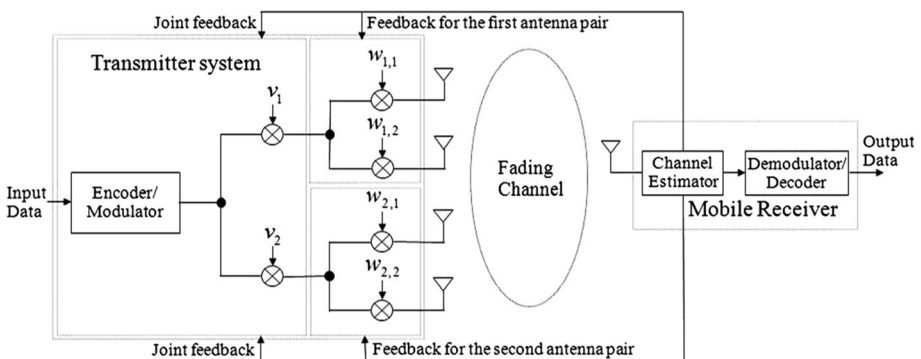 Joint feedback
Feedback for the first antenna pair
Transmitter system
w1,1
v1
w1,2
Input
Data
Encoder/
Modulator
Fading
Channel
Channel
Estimator
Demodulator/
Decoder
Output
Data
Mobile Receiver
w2,1
v2
w2,2
Joint feedback
Feedback for the second antenna pair